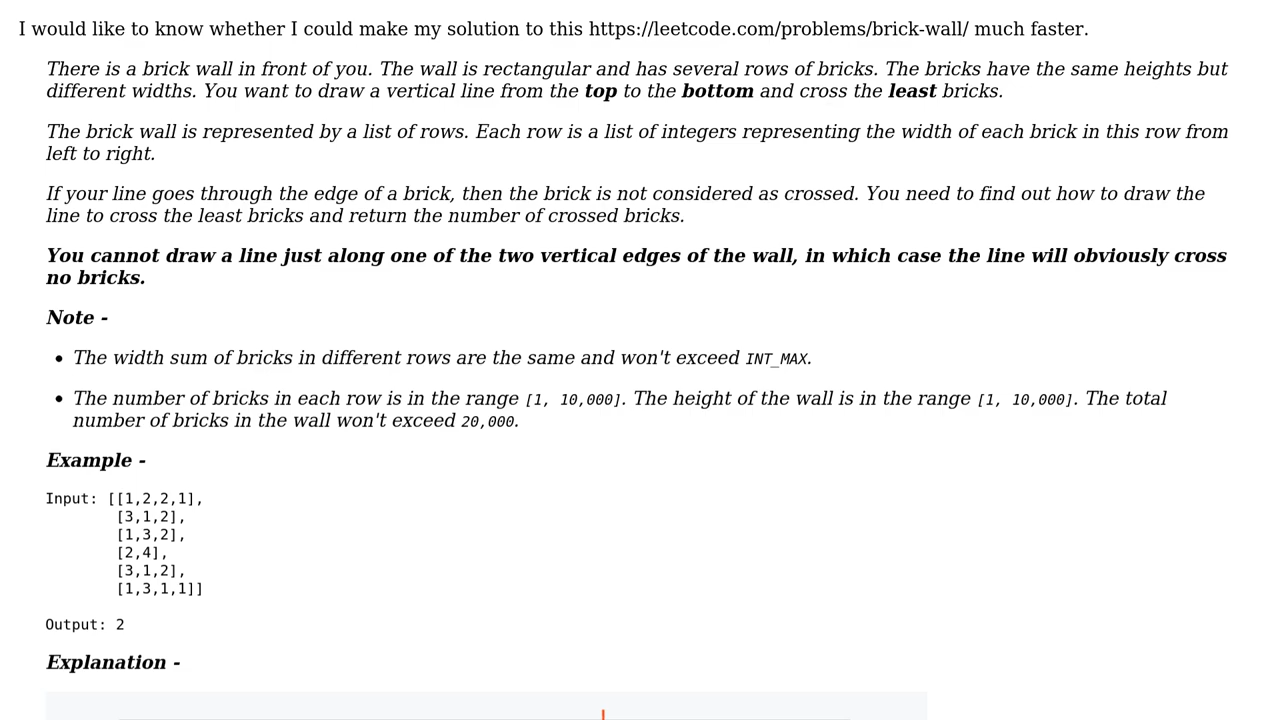 I would like to know whether I could make my solution to this https://leetcode.com/problems/brick-wall/ much faster.
There is a brick wall in front of you. The wall is rectangular and has several rows of bricks. The bricks have the same heights but
different widths. You want to draw a vertical line from the top to the bottom and cross the least bricks.
The brick wall is represented by a list of rows. Each row is a list of integers representing the width of each brick in this row from
left to right.
If your line goes through the edge of a brick, then the brick is not considered as crossed. You need to find out how to draw the
line to cross the least bricks and return the number of crossed bricks.
You cannot draw a line just along one of the two vertical edges of the wall, in which case the line will obviously cross
no bricks.
Note -
• The width sum of bricks in different rows are the same and won't exceed INT_MAX.
• The number of bricks in each row is in the range [1, 10,000]. The height of the wall is in the range [1, 10,000]. The total
number of bricks in the wall won't exceed 20,000.
Example -
Input: [[1,2,2,1],
[3,1,2],
[1,3,2],
[2,4],
[3,1,2],
[1,3,1,1]]
Output: 2
Explanation -